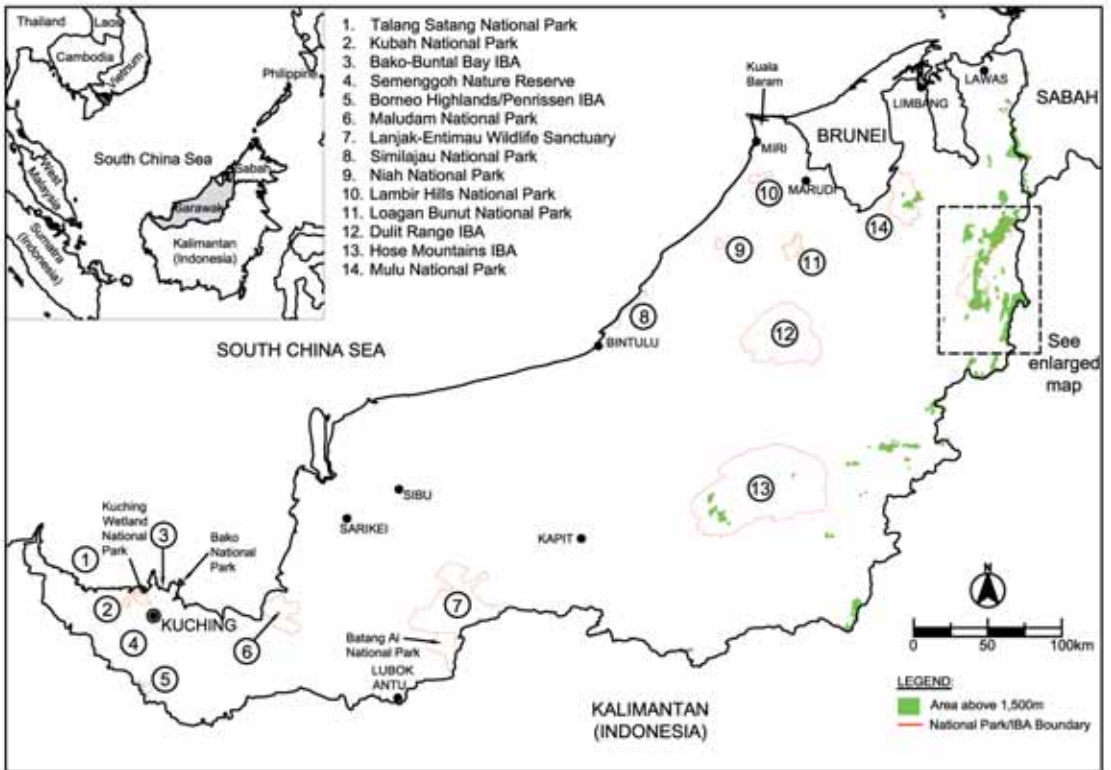 Thailand
Laos
Cambodia
Vietnam
Philippine
South China Sea
West
Malaysia
Sabah
Sarawak
Sumatra
(Indonesia)
Kalimantan
(Indonesia)
1. Talang Satang National Park
2. Kubah National Park
3. Bako-Buntal Bay IBA
4. Semenggoh Nature Reserve
5. Borneo Highlands/Penrissen IBA
6. Maludam National Park
7. Lanjak-Entimau Wildlife Sanctuary
8. Similajau National Park
9. Niah National Park
10. Lambir Hills National Park
11. Loagan Bunut National Park
12. Dulit Range IBA
13. Hose Mountains IBA
14. Mulu National Park
Kuala
Baram
LAWAS
LIMBANG
SABAH
BRUNEI
MIRI
MARUDI
10
14
9
11
8
12
BINTULU
SOUTH CHINA SEA
See
enlarged
map
13
SIBU
SARIKEI
KAPIT
Kuching
Wetland
National
Park
3
Bako
National
Park
1
2
KUCHING
4
5
6
7
Batang Ai
National Park
LUBOK
ANTU
KALIMANTAN
(INDONESIA)
N
0
50
100km
LEGEND:
Area above 1,500m
National Park/IBA Boundary